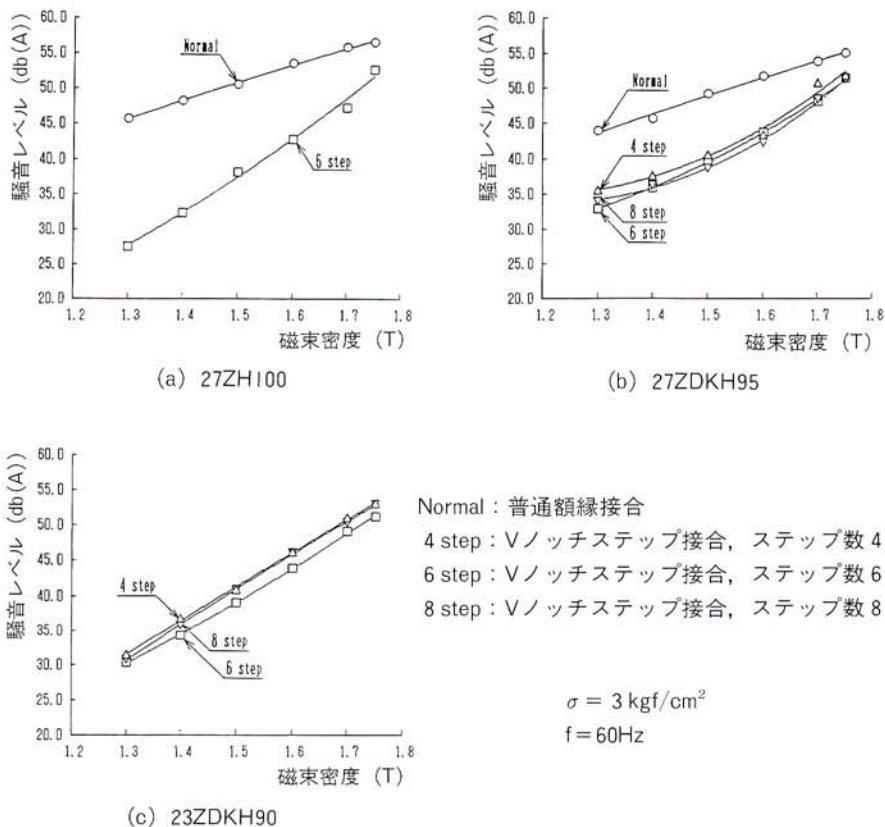 騒音レベル (db(A))
60.0
55.0
50.0
45.0
40.0
35.0
30.0
25.0
20.0
Normal
6 step
1.2 1.3 1.4 1.5 1.6 1.7 1.8
磁束密度 (T)
(a) 27ZH100
騒音レベル (db(A))
60.0
55.0
50.0
45.0
40.0
35.0
30.0
25.0
20.0
Normal
4 step
8 step
6 step
1.2 1.3 1.4 1.5 1.6 1.7 1.8
磁束密度 (T)
(b) 27ZDKH95
騒音レベル (db(A))
60.0
55.0
50.0
45.0
40.0
35.0
30.0
25.0
20.0
4 step
8 step
6 step
1.2 1.3 1.4 1.5 1.6 1.7 1.8
磁束密度 (T)
(c) 23ZDKH90
Normal：普通額縁接合
4 step：Vノッチステップ接合，ステップ数4
6 step：Vノッチステップ接合，ステップ数6
8 step：Vノッチステップ接合，ステップ数8
σ = 3 kgf/cm²
f=60Hz